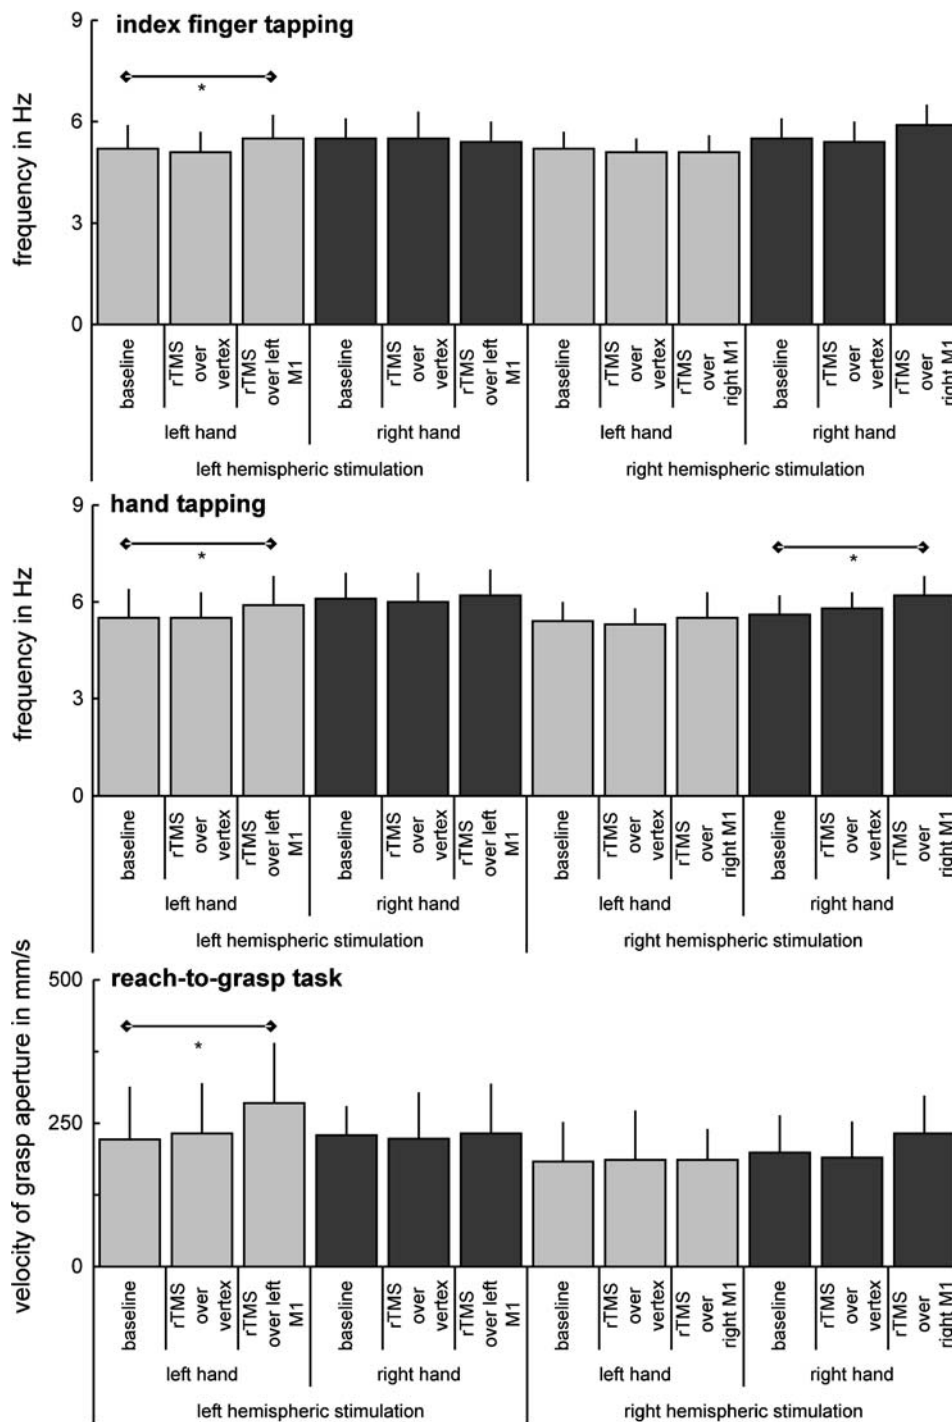 index finger tapping
frequency in Hz
9
6
3
0
*
baseline
rTMS
over
vertex
rTMS
over left
M1
baseline
rTMS
over
vertex
rTMS
over left
M1
baseline
rTMS
over
vertex
rTMS
over
right M1
baseline
rTMS
over
vertex
rTMS
over
right M1
left hand
right hand
left hand
right hand
left hemispheric stimulation
right hemispheric stimulation
hand tapping
frequency in Hz
9
6
3
0
*
*
baseline
rTMS
over
vertex
rTMS
over left
M1
baseline
rTMS
over
vertex
rTMS
over left
M1
baseline
rTMS
over
vertex
rTMS
over
right M1
baseline
rTMS
over
vertex
rTMS
over
right M1
left hand
right hand
left hand
right hand
left hemispheric stimulation
right hemispheric stimulation
reach-to-grasp task
velocity of grasp aperture in mm/s
500
250
0
*
baseline
rTMS
over
vertex
rTMS
over left
M1
baseline
rTMS
over
vertex
rTMS
over left
M1
baseline
rTMS
over
vertex
rTMS
over
right M1
baseline
rTMS
over
vertex
rTMS
over
right M1
left hand
right hand
left hand
right hand
left hemispheric stimulation
right hemispheric stimulation